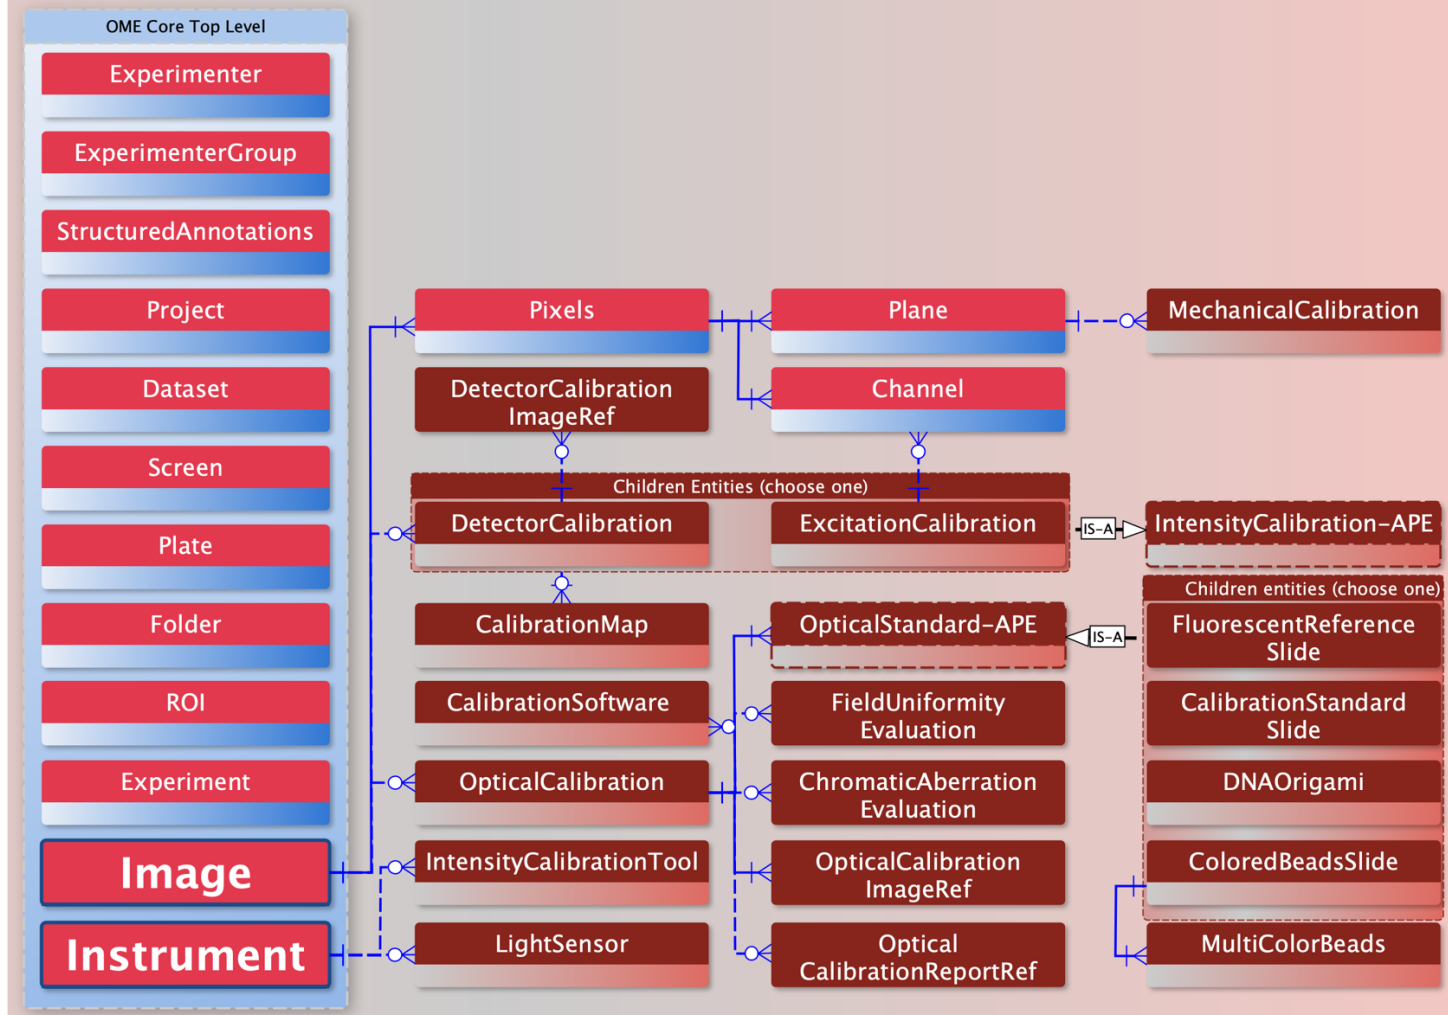 OME Core Top Level
Experimenter
ExperimenterGroup
StructuredAnnotations
Project
Dataset
Screen
Plate
Folder
ROI
Experiment
Image
Instrument
Pixels
Plane
MechanicalCalibration
DetectorCalibration
ImageRef
Channel
Children Entities (choose one)
DetectorCalibration
ExcitationCalibration
IS-A
IntensityCalibration-APE
Children entities (choose one)
CalibrationMap
OpticalStandard-APE
IS-A
FluorescentReference
Slide
CalibrationSoftware
FieldUniformity
Evaluation
CalibrationStandard
Slide
OpticalCalibration
ChromaticAberration
Evaluation
DNAOrigami
IntensityCalibrationTool
OpticalCalibration
ImageRef
ColoredBeadsSlide
LightSensor
Optical
CalibrationReportRef
MultiColorBeads